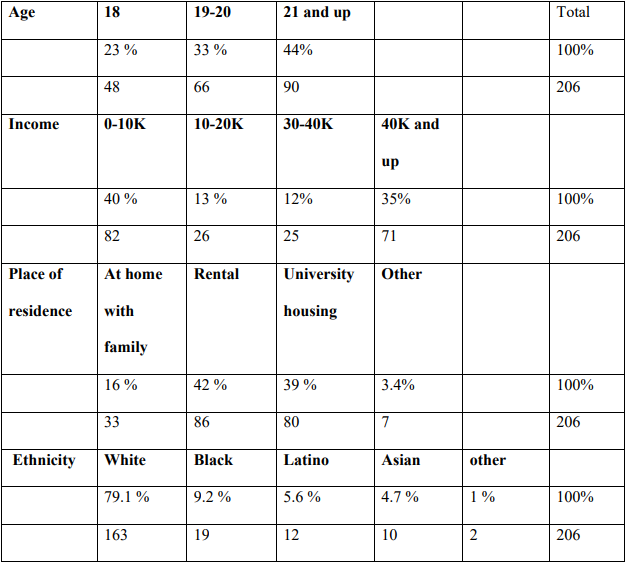 Age 18 19-20 21 and up Total
23 % 33 % 44% 100%
48 66 90 206
Income 0-10K 10-20K 30-40K 40K and
up
40 % 13 % 12% 35% 100%
82 26 25 71 206
Place of At home Rental University Other
residence with housing
family
16 % 42 % 39 % 3.4% 100%
33 86 80 7 206
Ethnicity White Black Latino Asian other
79.1 % 9.2 % 5.6 % 4.7 % 1 % 100%
163 19 12 10 2 206